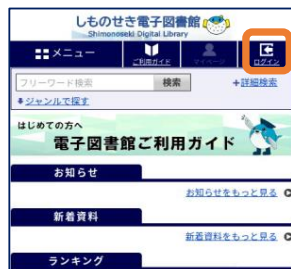 しものせき電子図書館
Shimonoseki Digital Library
メニュー
ご利用ガイド
マイページ
ログイン
フリーワード検索
検索
+詳細検索
+ジャンルで探す
はじめての方へ
電子図書館ご利用ガイド
お知らせ
お知らせをもっと見る
新着資料
新着資料をもっと見る
ランキング